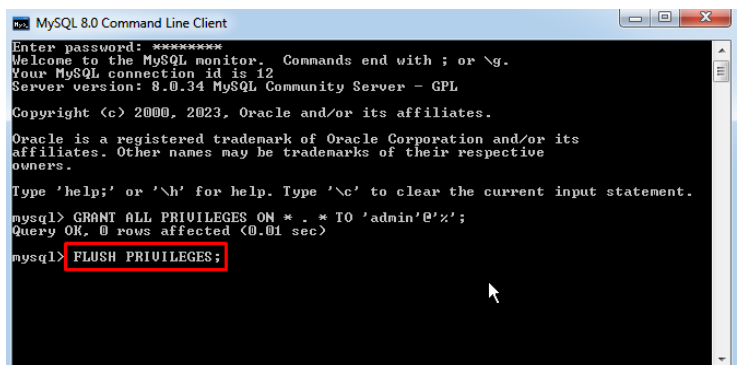 MySQL 8.0 Command Line Client
Enter password: ********
Welcome to the MySQL monitor.  Commands end with ; or \g.
Your MySQL connection id is 12
Server version: 8.0.34 MySQL Community Server - GPL
Copyright (c) 2000, 2023, Oracle and/or its affiliates.
Oracle is a registered trademark of Oracle Corporation and/or its
affiliates. Other names may be trademarks of their respective
owners.
Type 'help;' or '\h' for help. Type '\c' to clear the current input statement.
mysql> GRANT ALL PRIVILEGES ON * . * TO 'admin'@'%';
Query OK, 0 rows affected (0.01 sec)
mysql> FLUSH PRIVILEGES;